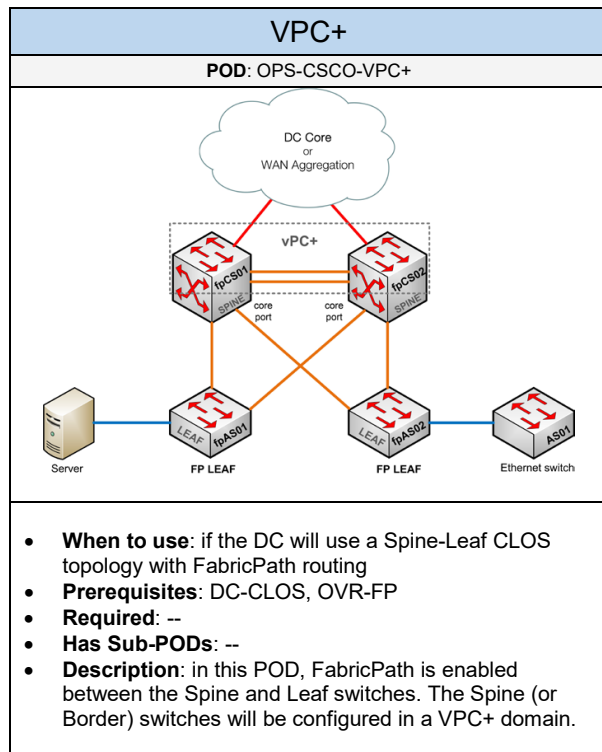 VPC+
POD: OPS-CSCO-VPC+
DC Core
or
WAN Aggregation
vPC+
fpCS01
SPINE
fpCS02
SPINE
core
port
core
port
LEAF
fpAS01
LEAF
fpAS02
AS01
Server
FP LEAF
FP LEAF
Ethernet switch
• When to use: if the DC will use a Spine-Leaf CLOS
topology with FabricPath routing
• Prerequisites: DC-CLOS, OVR-FP
• Required: --
• Has Sub-PODs: --
• Description: in this POD, FabricPath is enabled
between the Spine and Leaf switches. The Spine (or
Border) switches will be configured in a VPC+ domain.